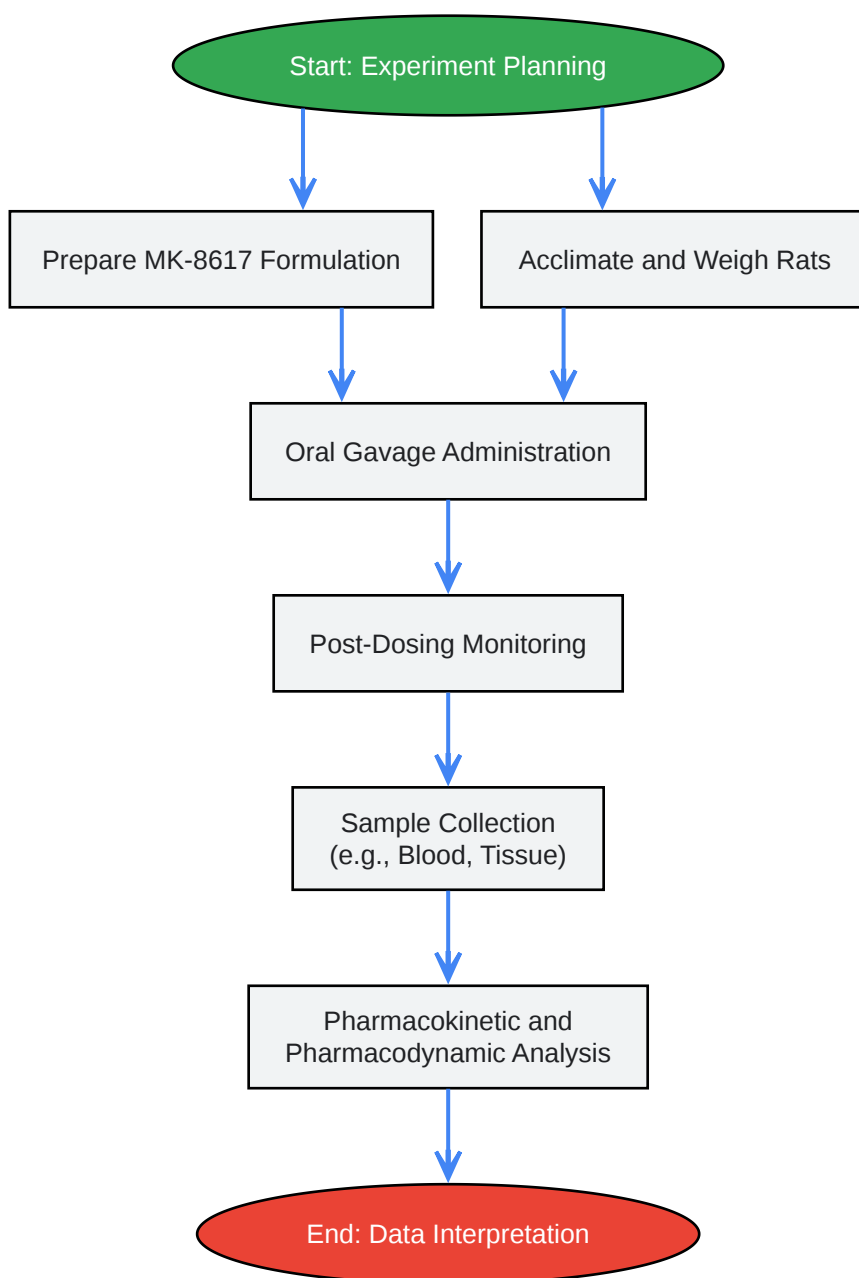 Start: Experiment Planning
Prepare MK-8617 Formulation
Acclimate and Weigh Rats
Oral Gavage Administration
Post-Dosing Monitoring
Sample Collection
(e.g., Blood, Tissue)
Pharmacokinetic and
Pharmacodynamic Analysis
End: Data Interpretation